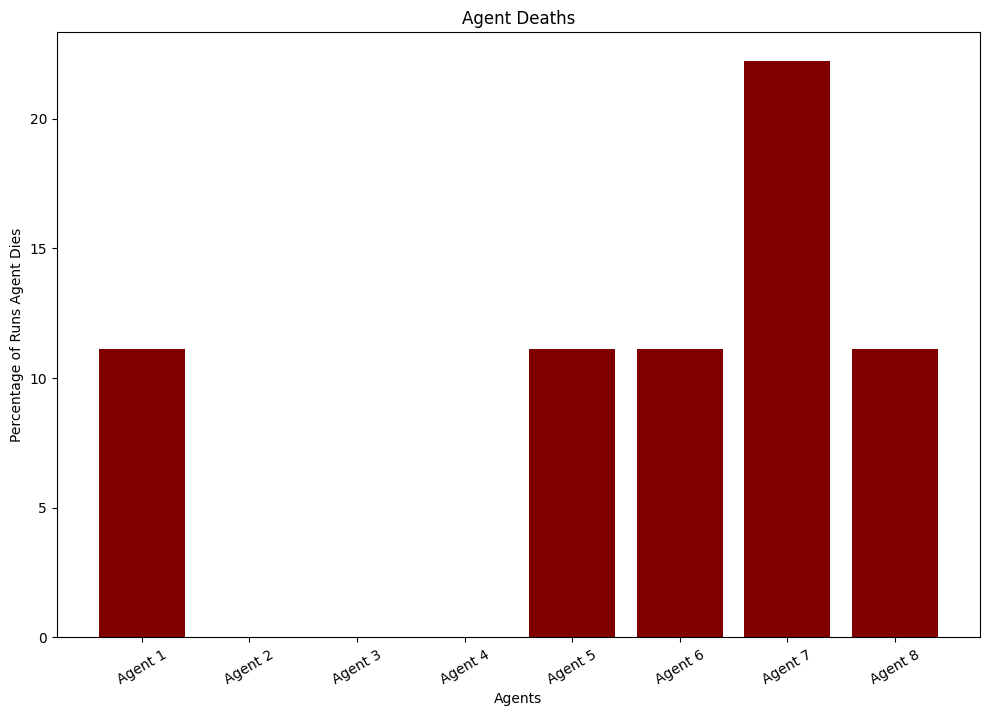 Agent Deaths
Percentage of Runs Agent Dies
20
15
10
5
0
Agent 1
Agent 2
Agent 3
Agent 4
Agent 5
Agent 6
Agent 7
Agent 8
Agents